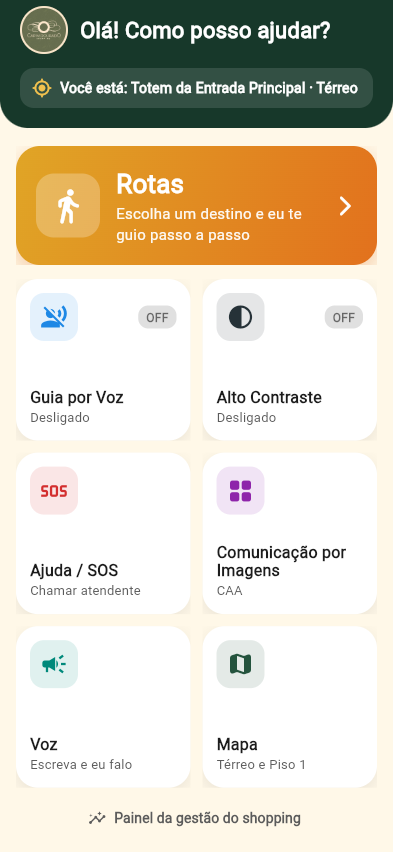 Olá! Como posso ajudar?
Você está: Totem da Entrada Principal · Térreo
Rotas
Escolha um destino e eu te
guio passo a passo
OFF
Guia por Voz
Desligado
OFF
Alto Contraste
Desligado
SOS
Ajuda / SOS
Chamar atendente
Comunicação por
Imagens
CAA
Voz
Escreva e eu falo
Mapa
Térreo e Piso 1
Painel da gestão do shopping